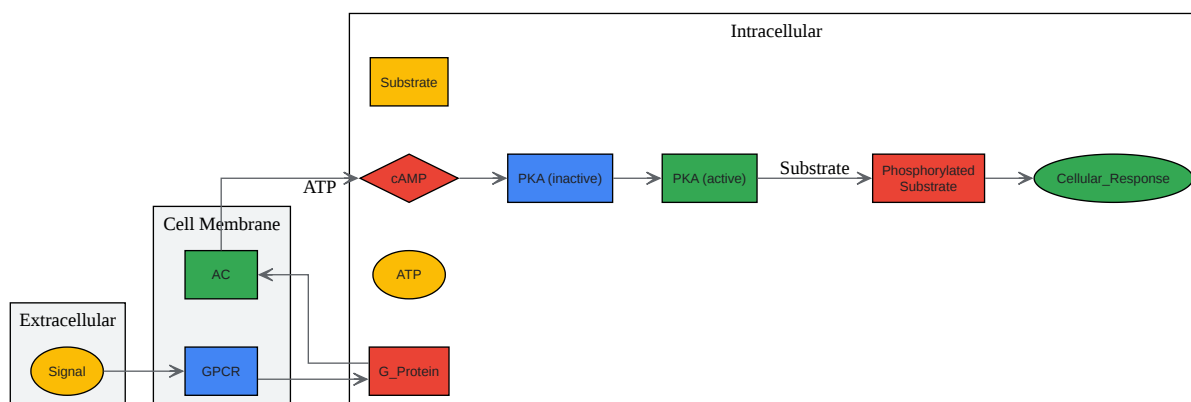 Intracellular
Substrate
ATP
cAMP
PKA (inactive)
PKA (active)
Substrate
Phosphorylated
Substrate
Cellular_Response
Cell Membrane
AC
ATP
Extracellular
Signal
GPCR
G_Protein